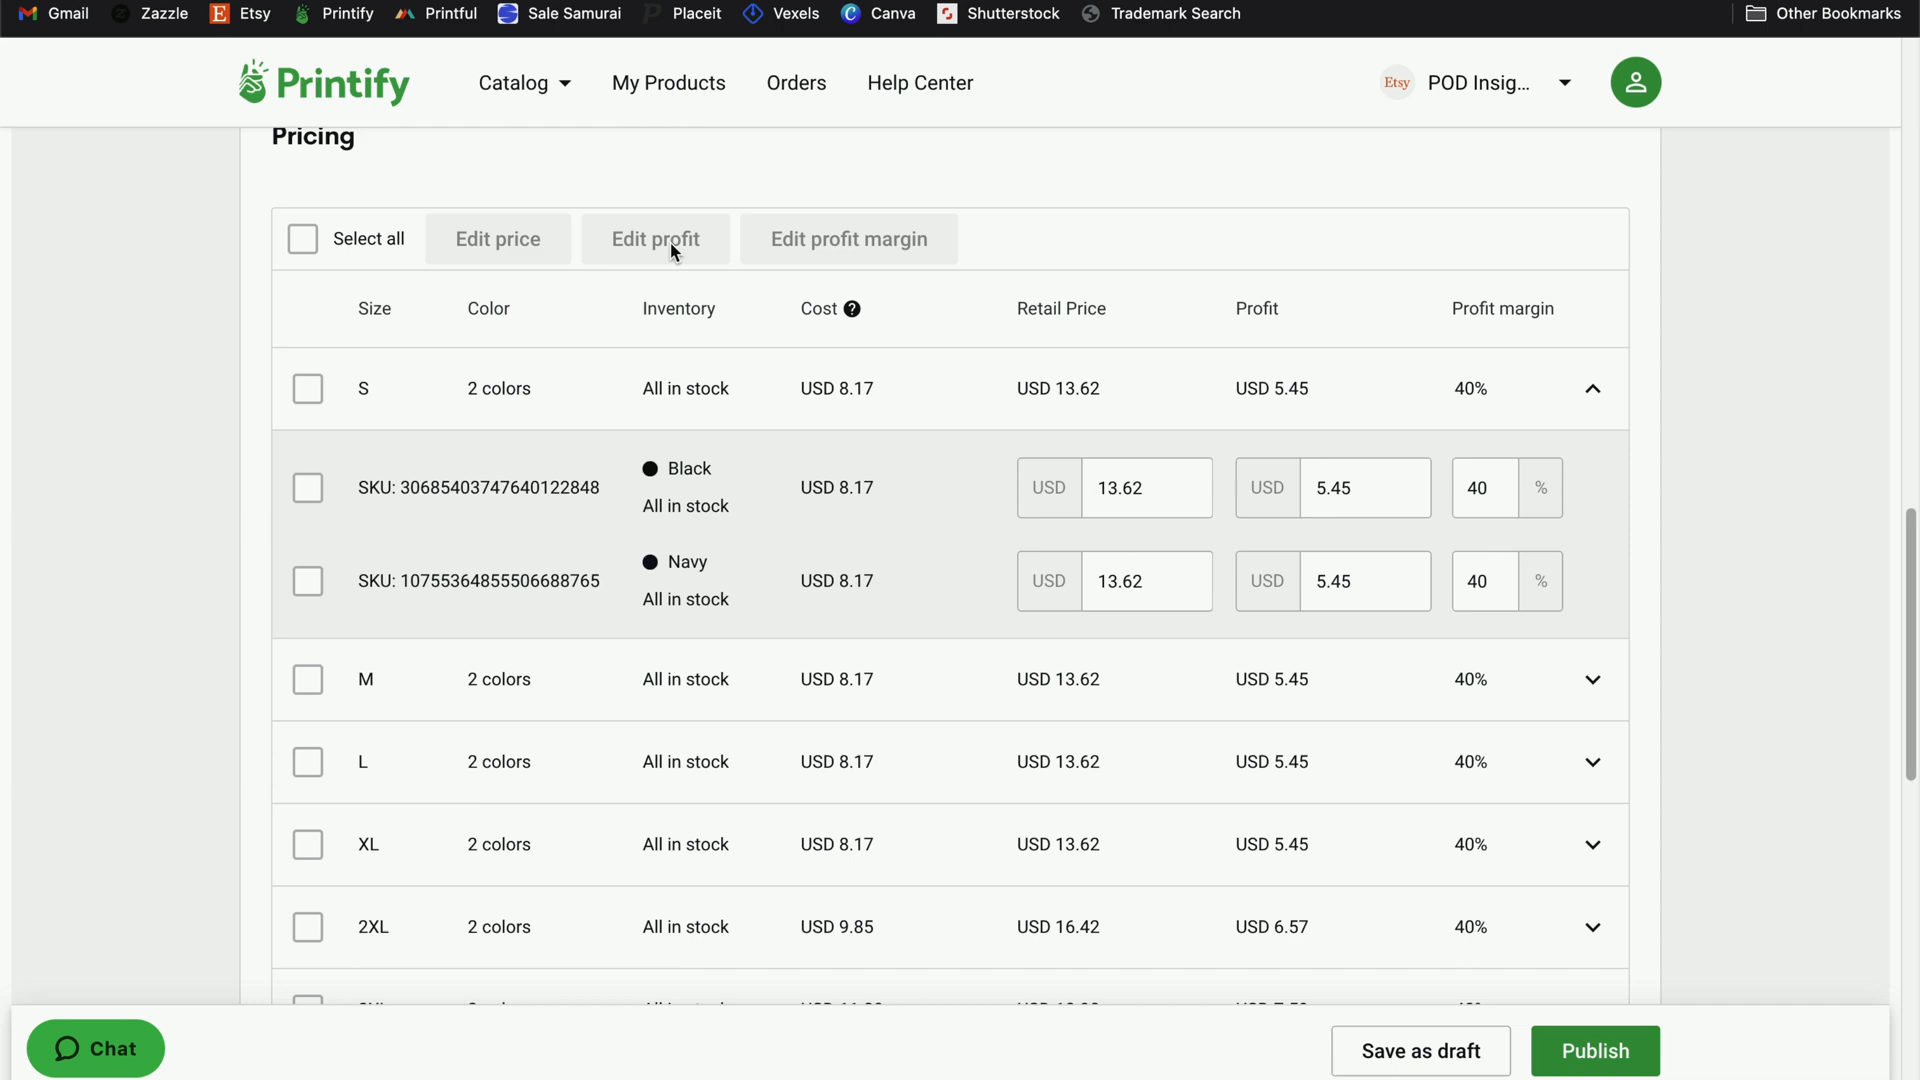 Gmail Zazzle Etsy Printify Printful Sale Samurai Placeit Vexels Canva Shutterstock Trademark Search Other Bookmarks
Printify Catalog My Products Orders Help Center Etsy POD Insig...
Pricing
Select all Edit price Edit profit Edit profit margin
Size Color Inventory Cost ? Retail Price Profit Profit margin
S 2 colors All in stock USD 8.17 USD 13.62 USD 5.45 40%
Black
SKU: 30685403747640122848 USD 8.17 USD 13.62 USD 5.45 40 %
All in stock
Navy
SKU: 10755364855506688765 USD 8.17 USD 13.62 USD 5.45 40 %
All in stock
M 2 colors All in stock USD 8.17 USD 13.62 USD 5.45 40%
L 2 colors All in stock USD 8.17 USD 13.62 USD 5.45 40%
XL 2 colors All in stock USD 8.17 USD 13.62 USD 5.45 40%
2XL 2 colors All in stock USD 9.85 USD 16.42 USD 6.57 40%
Chat Save as draft Publish